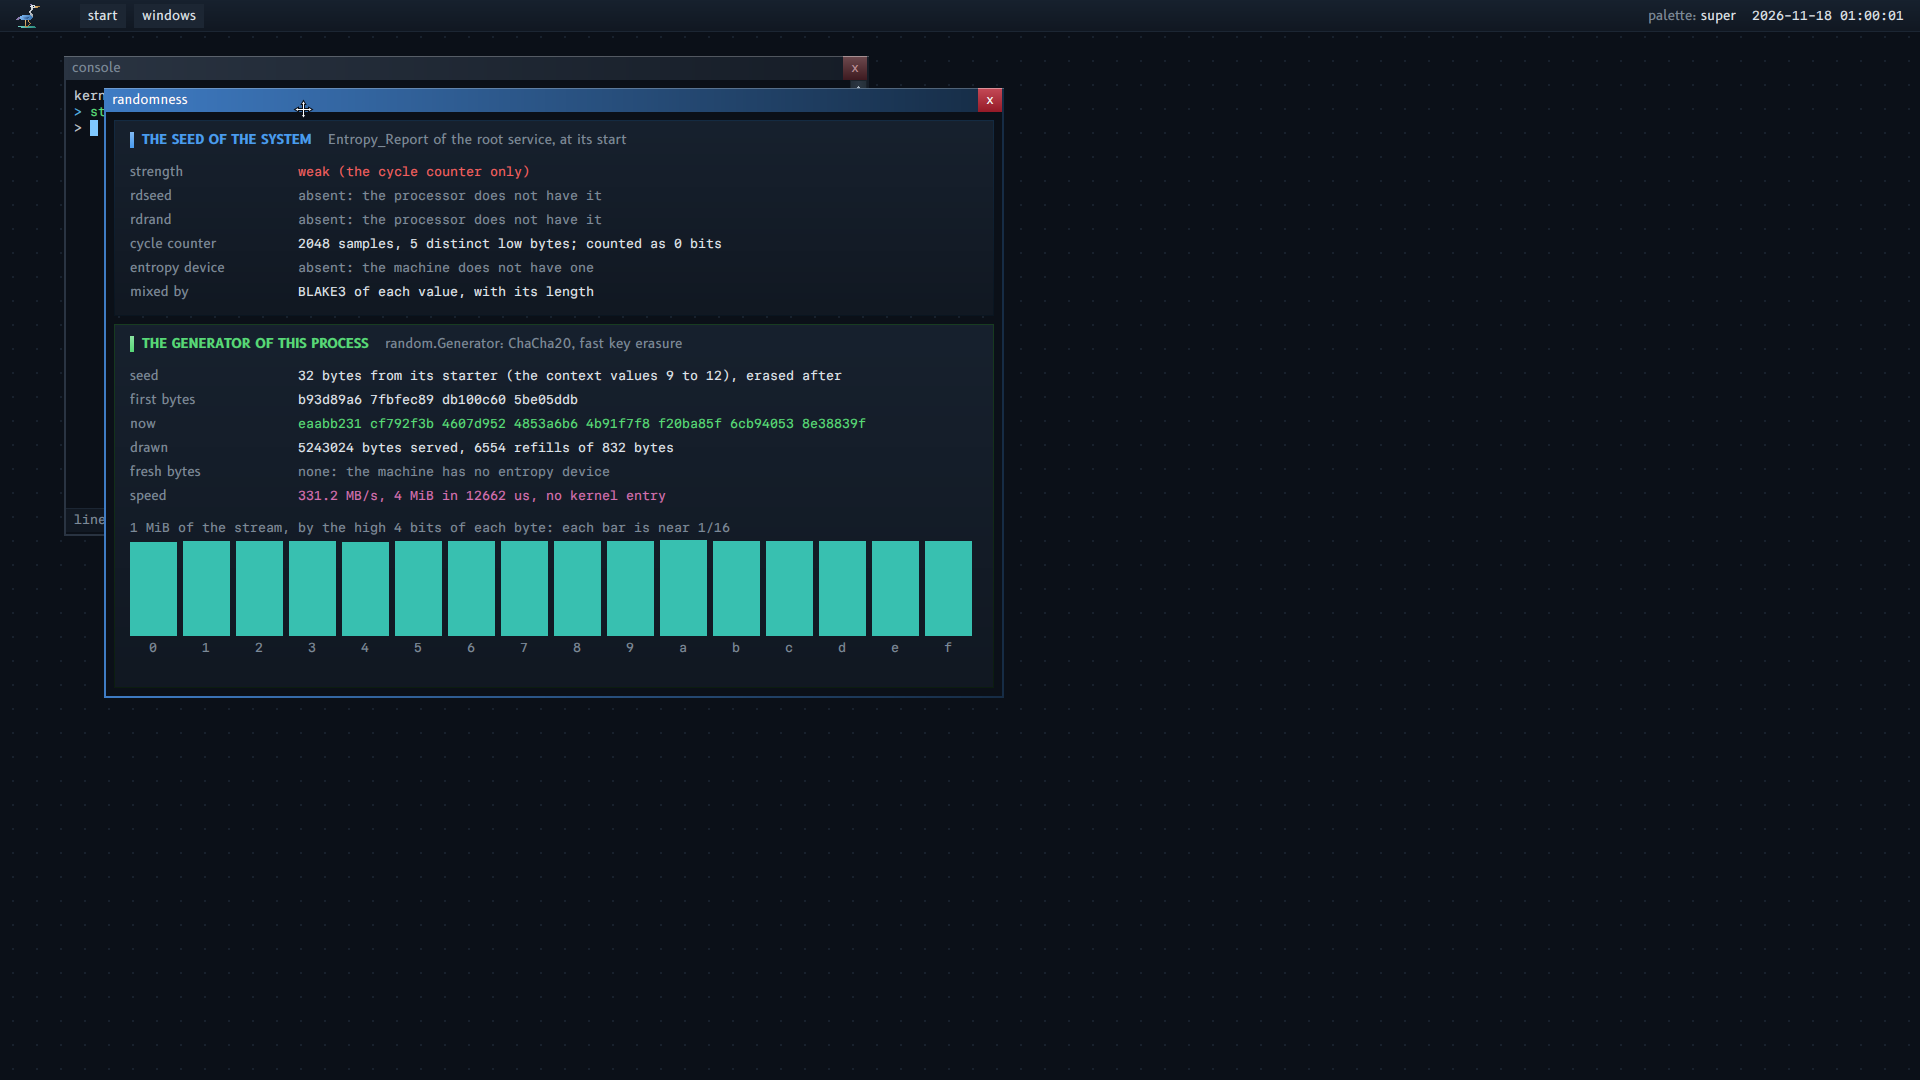 start windows palette: super 2026-11-18 01:00:01
console x
kern
> st
>
line
randomness x
THE SEED OF THE SYSTEM Entropy_Report of the root service, at its start
strength weak (the cycle counter only)
rdseed absent: the processor does not have it
rdrand absent: the processor does not have it
cycle counter 2048 samples, 5 distinct low bytes; counted as 0 bits
entropy device absent: the machine does not have one
mixed by BLAKE3 of each value, with its length
THE GENERATOR OF THIS PROCESS random.Generator: ChaCha20, fast key erasure
seed 32 bytes from its starter (the context values 9 to 12), erased after
first bytes b93d89a6 7fbfec89 db100c60 5be05ddb
now eaabb231 cf792f3b 4607d952 4853a6b6 4b91f7f8 f20ba85f 6cb94053 8e38839f
drawn 5243024 bytes served, 6554 refills of 832 bytes
fresh bytes none: the machine has no entropy device
speed 331.2 MB/s, 4 MiB in 12662 us, no kernel entry
1 MiB of the stream, by the high 4 bits of each byte: each bar is near 1/16
0 1 2 3 4 5 6 7 8 9 a b c d e f